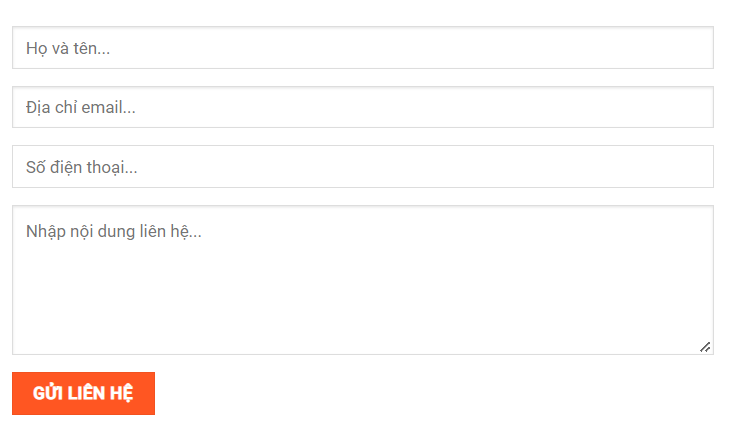 Họ và tên...
Địa chỉ email...
Số điện thoại...
Nhập nội dung liên hệ...
GỬI LIÊN HỆ